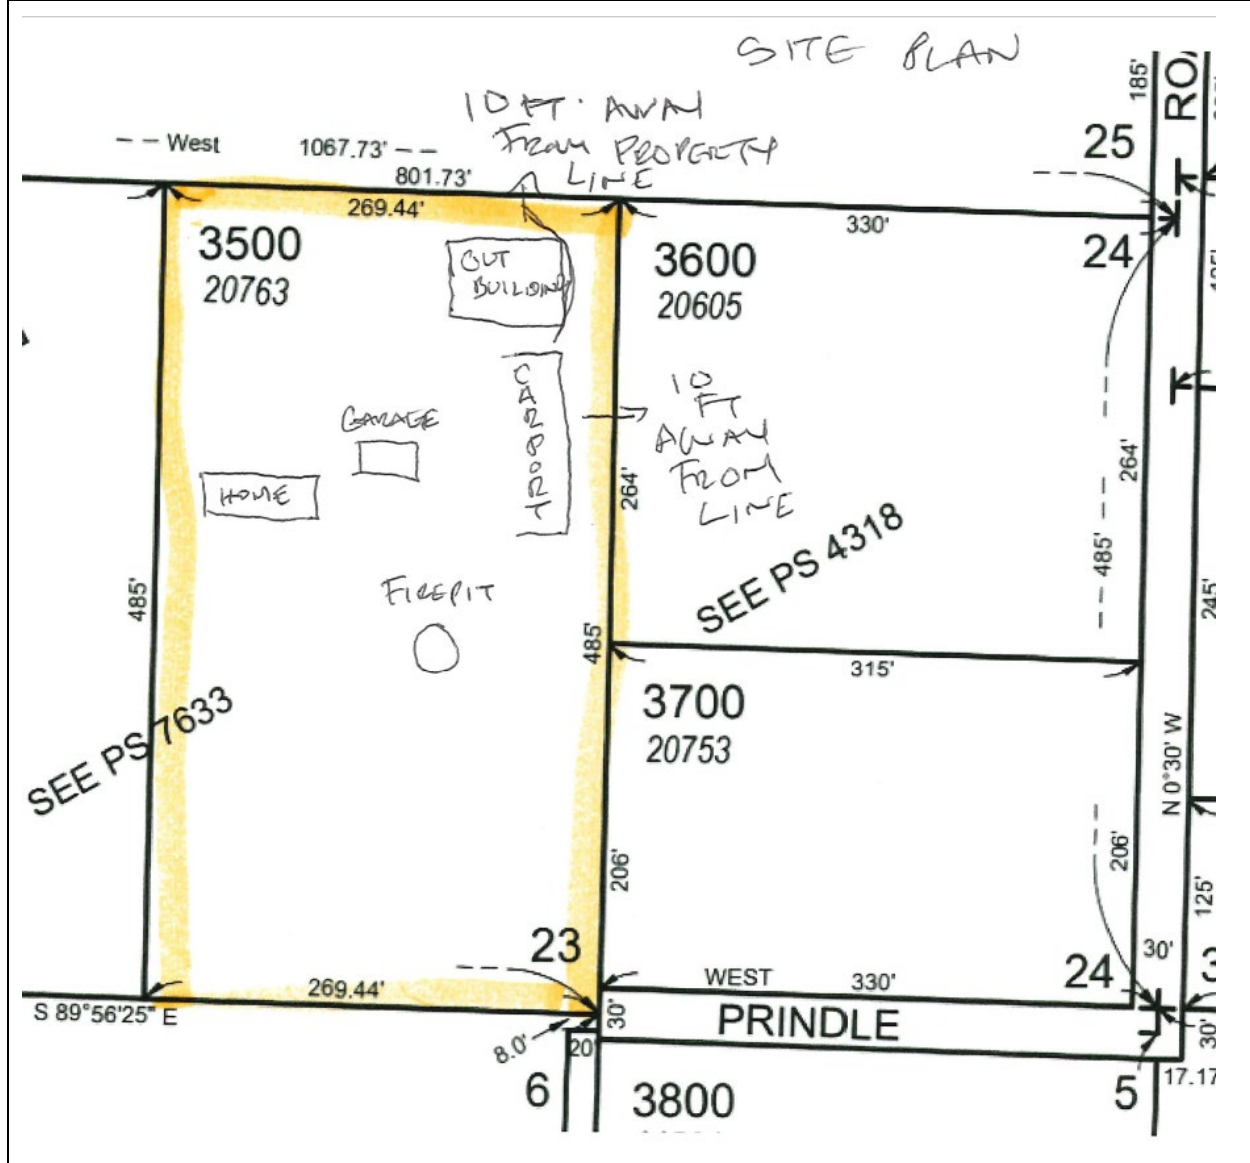 SITE PLAN
10 FT. AWAY
FROM PROPERTY
LINE
West 1067.73'
801.73'
269.44'
330'
185'
25
24
3500
20763
OUT
BUILDING
3600
20605
CARPORT
10
FT
AWAY
FROM
LINE
GARAGE
HOME
264'
264'
485'
SEE PS 4318
FIREPIT
485'
485'
245'
315'
3700
20753
SEE PS 7633
N 0°30' W
206'
206'
125'
23
24
30'
269.44'
WEST 330'
S 89°56'25" E
30'
PRINDLE
30'
8.0'
20'
6
3800
5
17.17